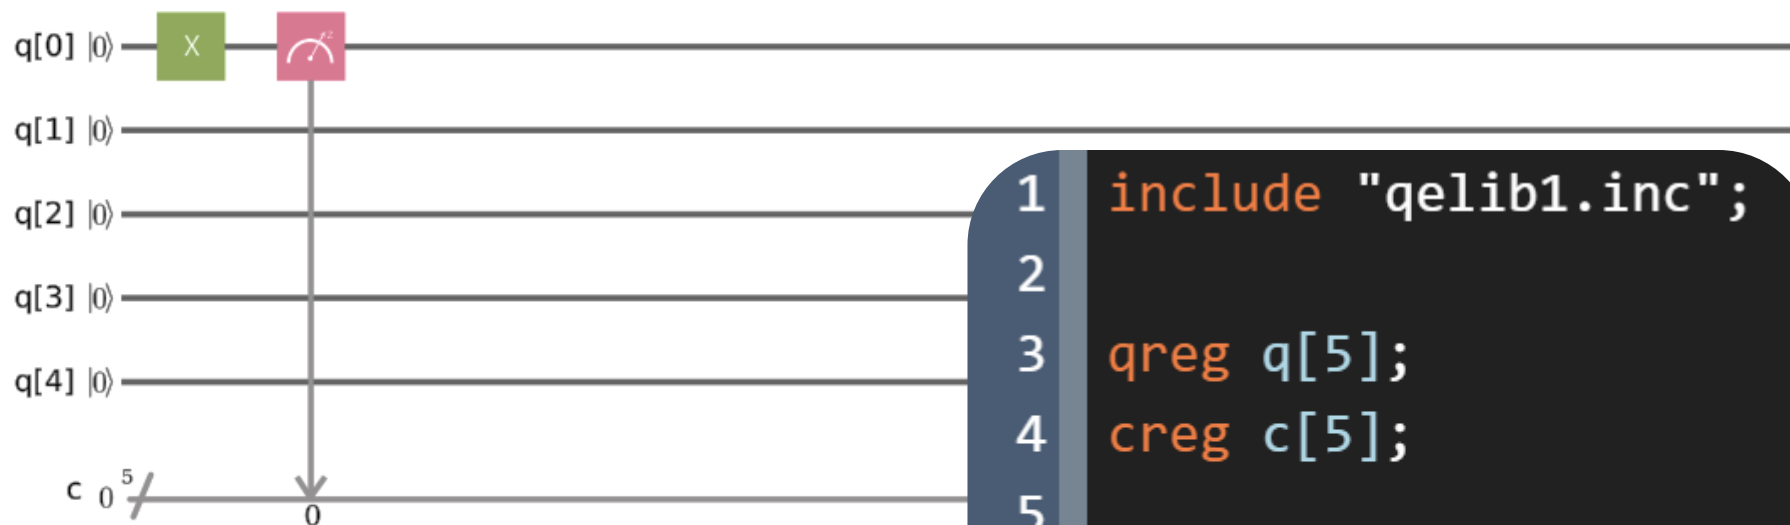 q[0] |0⟩ X z
q[1] |0⟩
q[2] |0⟩
q[3] |0⟩
q[4] |0⟩
c 0 5
0
1 include "qelib1.inc";
2
3 qreg q[5];
4 creg c[5];
5